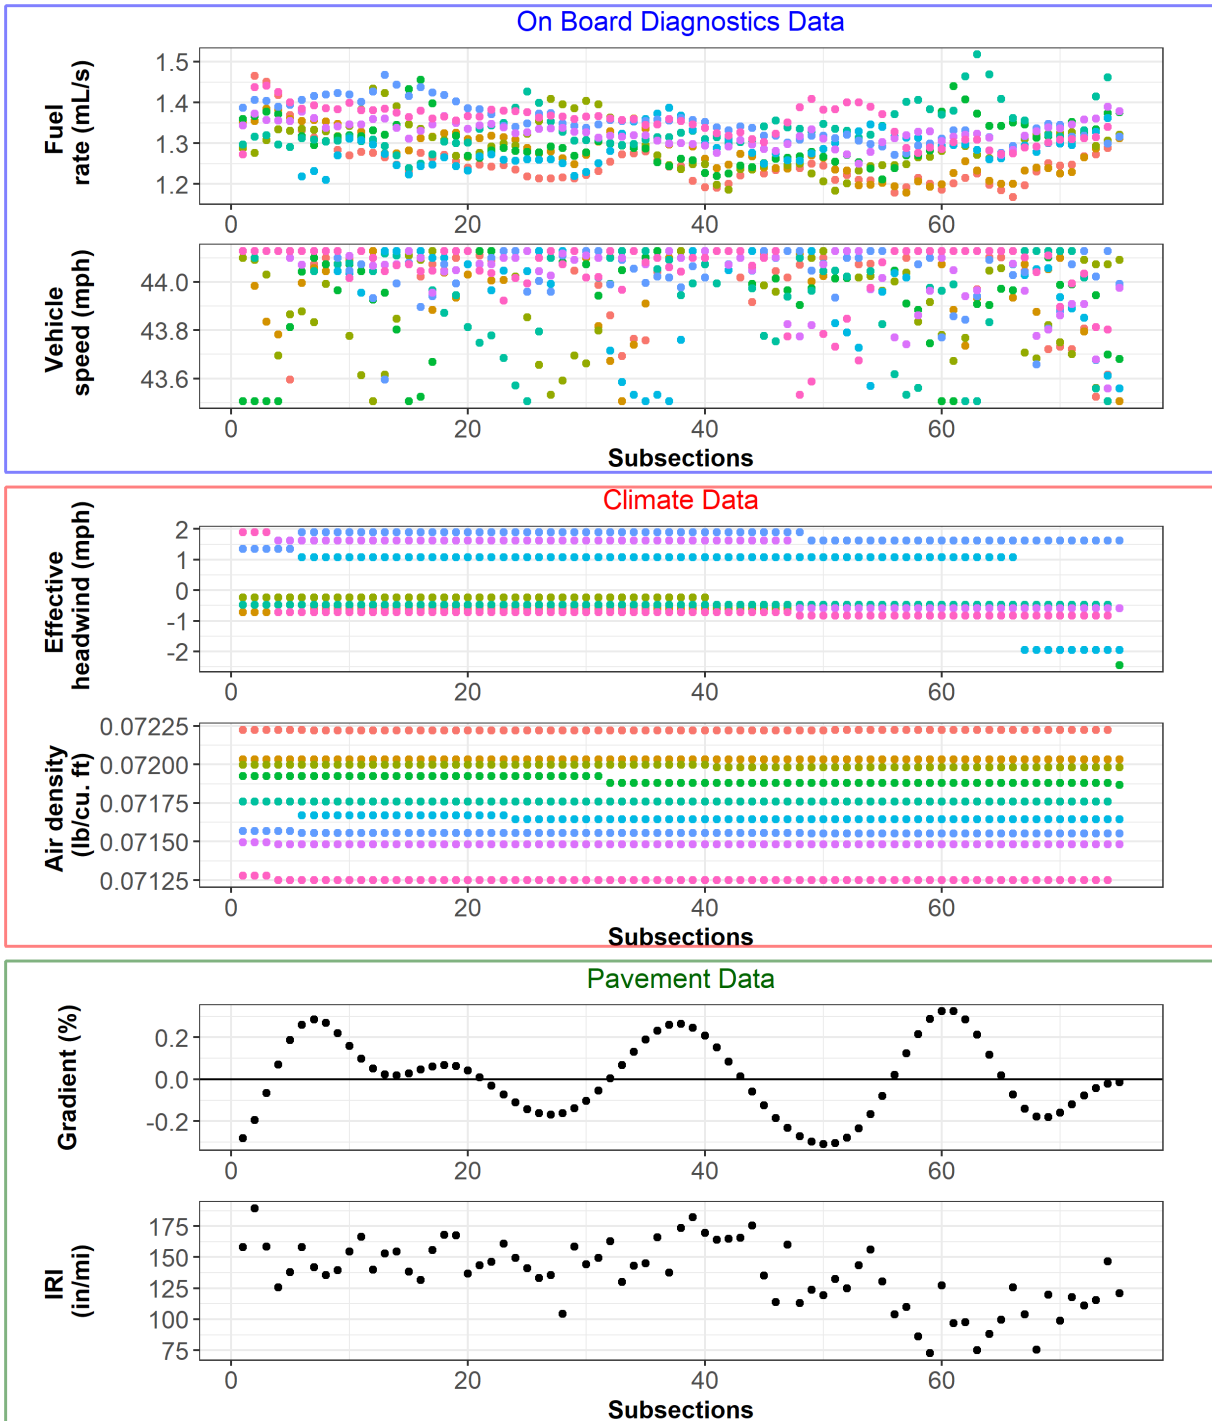 On Board Diagnostics Data
Fuel
rate (mL/s)
1.5
1.4
1.3
1.2
0 20 40 60
Vehicle
speed (mph)
44.0
43.8
43.6
0 20 40 60
Subsections
Climate Data
Effective
headwind (mph)
2
1
0
-1
-2
0 20 40 60
Air density
(lb/cu. ft)
0.07225
0.07200
0.07175
0.07150
0.07125
0 20 40 60
Subsections
Pavement Data
Gradient (%)
0.2
0.0
-0.2
0 20 40 60
IRI
(in/mi)
175
150
125
100
75
0 20 40 60
Subsections